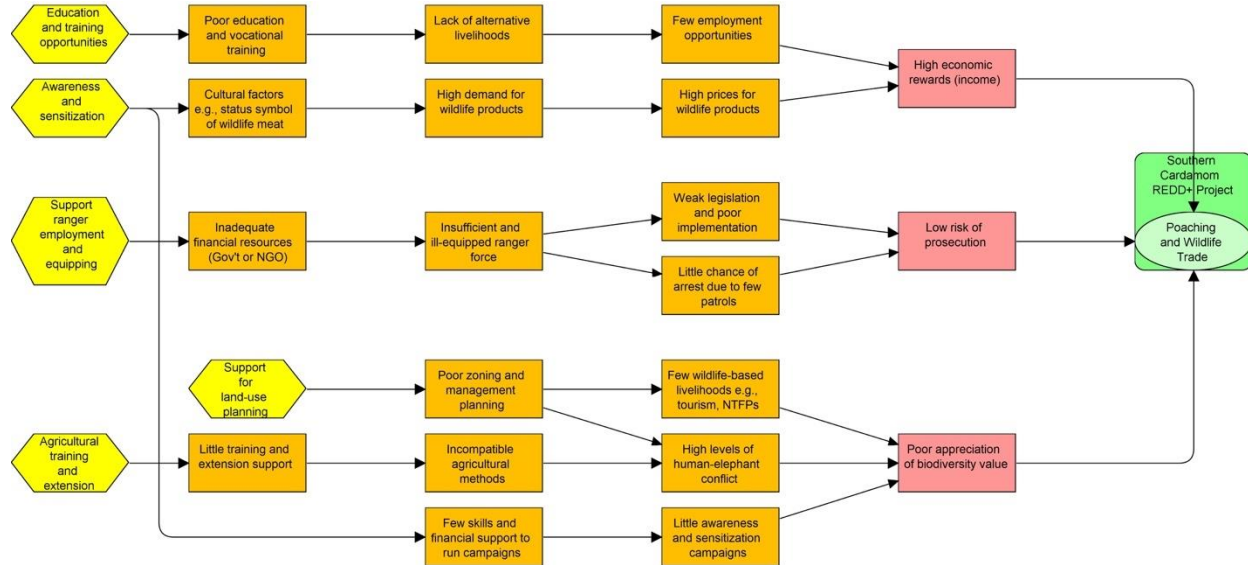 Education
and training
opportunities
Poor education
and vocational
training
Lack of alternative
livelihoods
Few employment
opportunities
High economic
rewards (income)
Awareness
and
sensitization
Cultural factors
e.g., status symbol
of wildlife meat
High demand for
wildlife products
High prices for
wildlife products
Southern
Cardamom
REDD+ Project
Poaching
and Wildlife
Trade
Support
ranger
employment
and
equipping
Inadequate
financial resources
(Gov't or NGO)
Insufficient and
ill-equipped ranger
force
Weak legislation
and poor
implementation
Little chance of
arrest due to few
patrols
Low risk of
prosecution
Support
for
land-use
planning
Poor zoning and
management
planning
Few wildlife-based
livelihoods e.g.,
tourism, NTFPs
Agricultural
training
and
extension
Little training and
extension support
Incompatible
agricultural
methods
High levels of
human-elephant
conflict
Poor appreciation
of biodiversity value
Few skills and
financial support to
run campaigns
Little awareness
and sensitization
campaigns